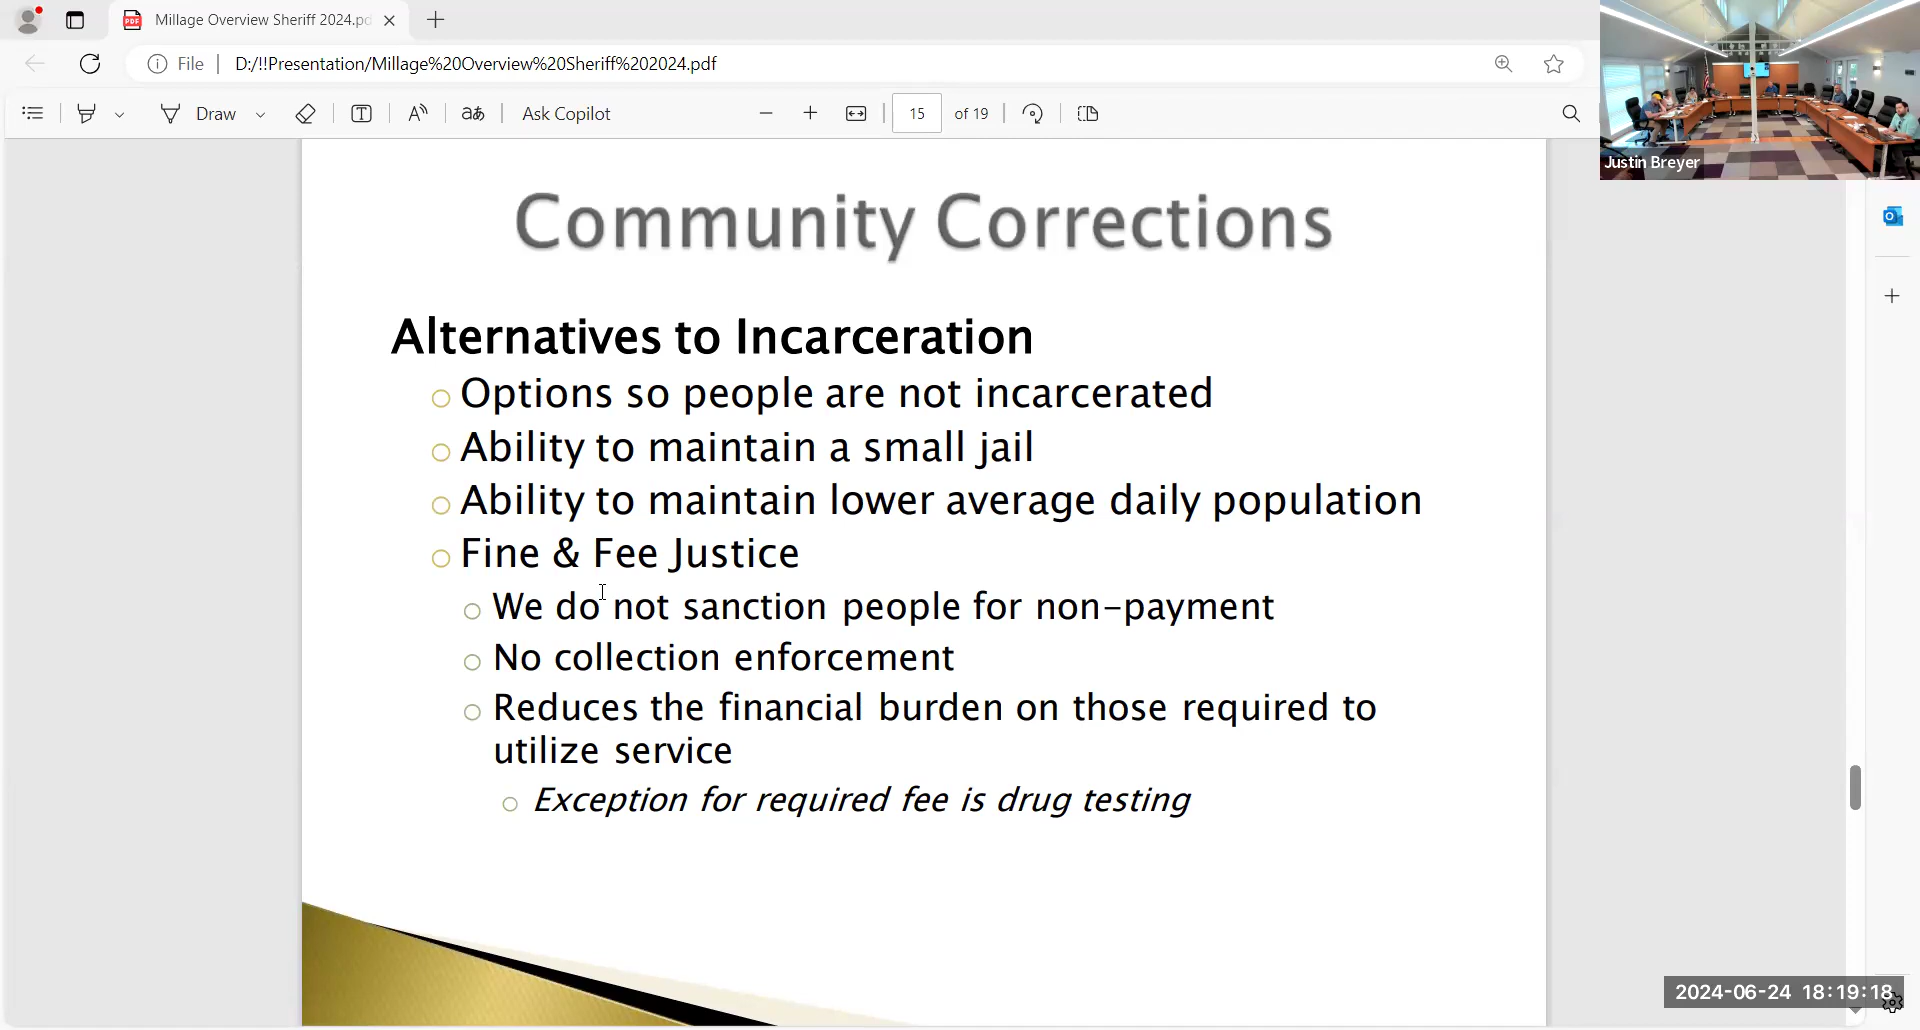 Millage Overview Sheriff 2024.pd
File
D:/!!Presentation/Millage%20Overview%20Sheriff%202024.pdf
Draw
Ask Copilot
15
of 19
Justin Breyer
Community Corrections
Alternatives to Incarceration
Options so people are not incarcerated
Ability to maintain a small jail
Ability to maintain lower average daily population
Fine & Fee Justice
We do not sanction people for non-payment
No collection enforcement
Reduces the financial burden on those required to
utilize service
Exception for required fee is drug testing
2024-06-24 18:19:18